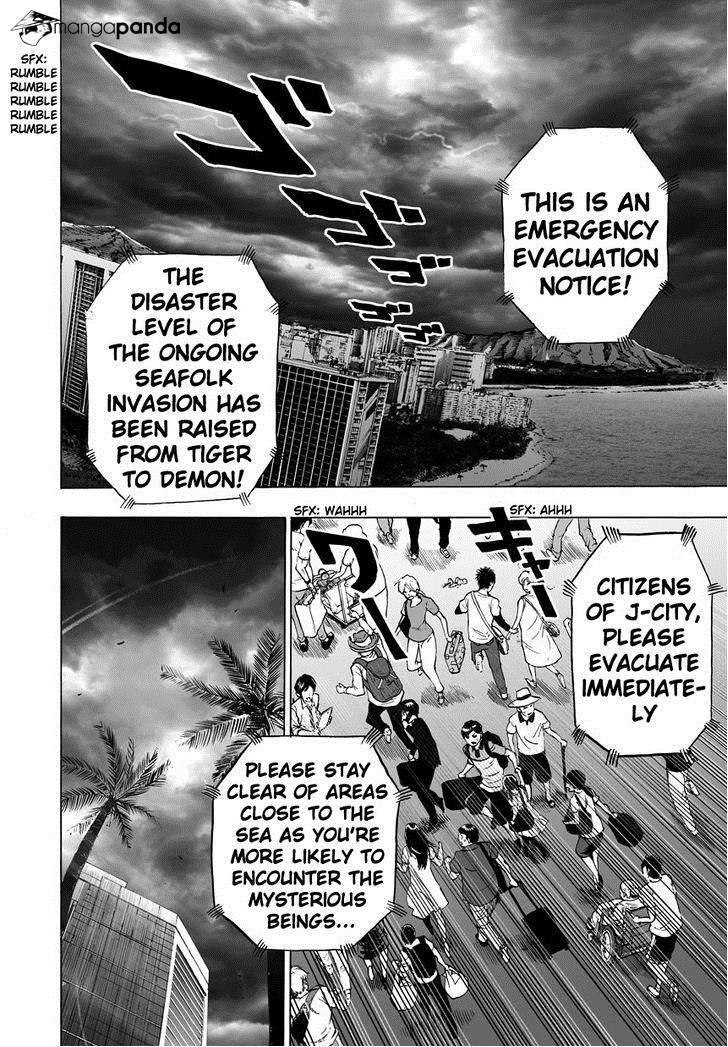 mangapanda
SFX:
RUMBLE
RUMBLE
RUMBLE
RUMBLE
RUMBLE
ゴ
ゴ
ゴ
ゴ
THIS IS AN
EMERGENCY
EVACUATION
NOTICE!
THE
DISASTER
LEVEL OF
THE ONGOING
SEAFOLK
INVASION HAS
BEEN RAISED
FROM TIGER
TO DEMON!
SFX: WAHHH
SFX: AHHH
キャー
ワー
CITIZENS
OF J-CITY,
PLEASE
EVACUATE
IMMEDIATE-
LY
PLEASE STAY
CLEAR OF AREAS
CLOSE TO THE
SEA AS YOU'RE
MORE LIKELY TO
ENCOUNTER THE
MYSTERIOUS
BEINGS...